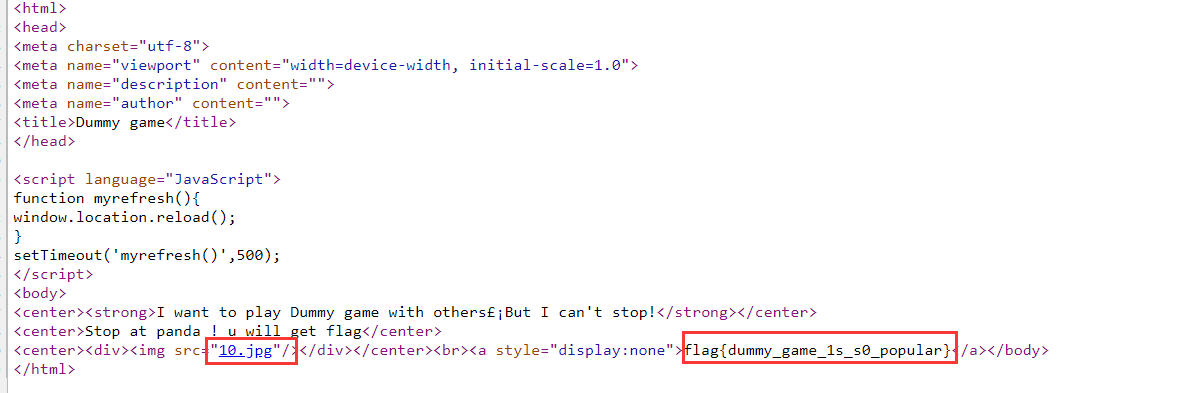 <html>
<head>
<meta charset="utf-8">
<meta name="viewport" content="width=device-width, initial-scale=1.0">
<meta name="description" content="">
<meta name="author" content="">
<title>Dummy game</title>
</head>
<script language="JavaScript">
function myrefresh(){
window.location.reload();
}
setTimeout('myrefresh()',500);
</script>
<body>
<center><strong>I want to play Dummy game with others£¡But I can't stop!</strong></center>
<center>Stop at panda ! u will get flag</center>
<center><div><img src="10.jpg"/></div></center><br><a style="display:none">flag{dummy_game_1s_s0_popular}</a></body>
</html>